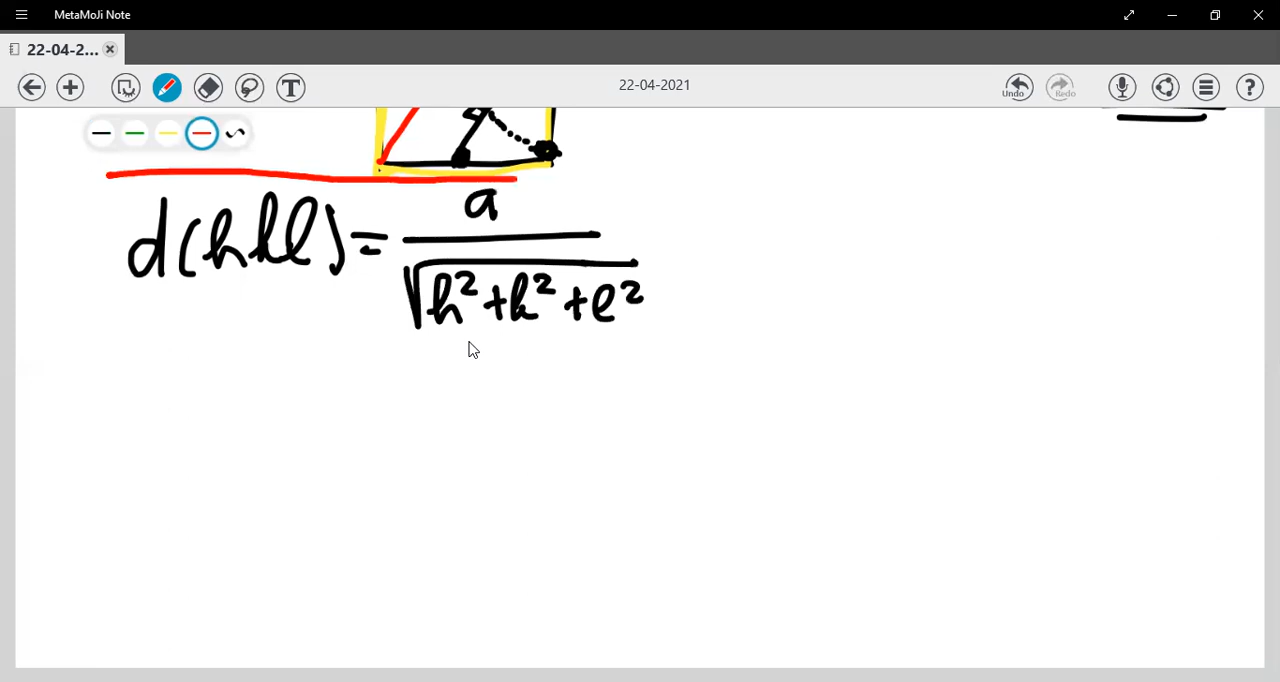 MetaMoJi Note
22-04-2...
22-04-2021
Undo
Redo
T
?
d(hkl) = a / √h²+k²+l²